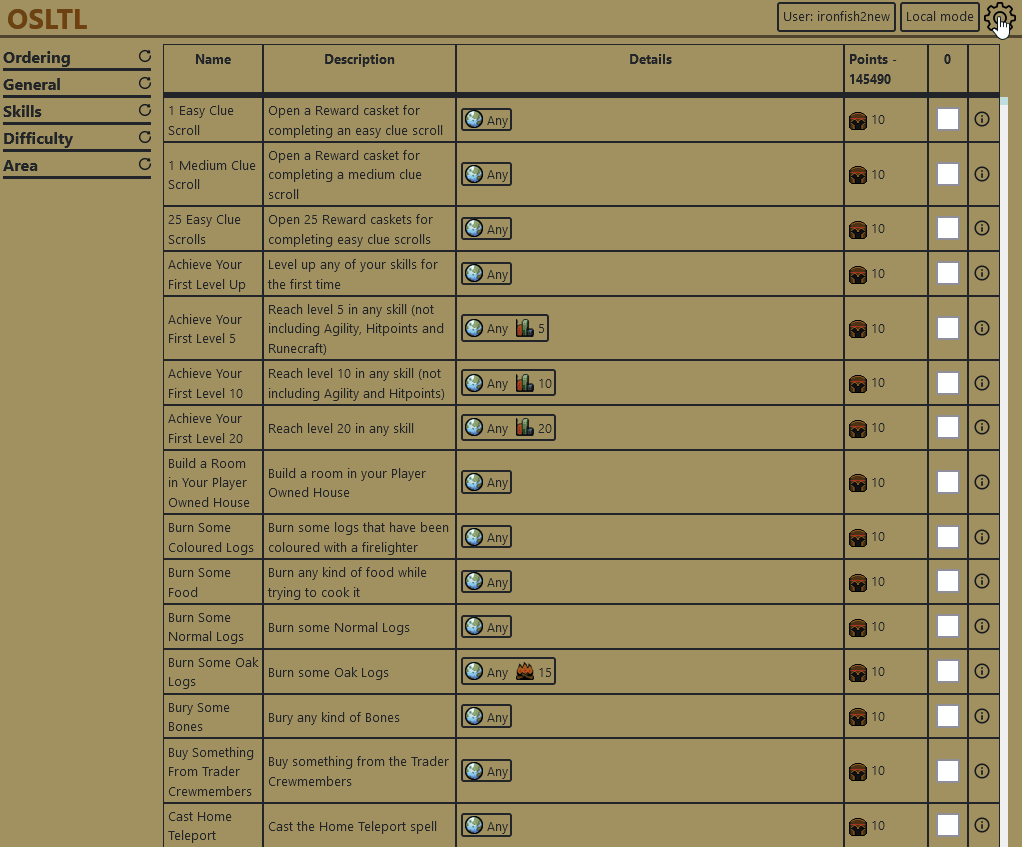 OSLTL
User: ironfish2new
Local mode
Ordering
General
Skills
Difficulty
Area
Name
Description
Details
Points -
145490
0
1 Easy Clue
Scroll
Open a Reward casket for
completing an easy clue scroll
Any
10
1 Medium Clue
Scroll
Open a Reward casket for
completing a medium clue
scroll
Any
10
25 Easy Clue
Scrolls
Open 25 Reward caskets for
completing easy clue scrolls
Any
10
Achieve Your
First Level Up
Level up any of your skills for
the first time
Any
10
Achieve Your
First Level 5
Reach level 5 in any skill (not
including Agility, Hitpoints and
Runecraft)
Any 5
10
Achieve Your
First Level 10
Reach level 10 in any skill (not
including Agility and Hitpoints)
Any 10
10
Achieve Your
First Level 20
Reach level 20 in any skill
Any 20
10
Build a Room
in Your Player
Owned House
Build a room in your Player
Owned House
Any
10
Burn Some
Coloured Logs
Burn some logs that have been
coloured with a firelighter
Any
10
Burn Some
Food
Burn any kind of food while
trying to cook it
Any
10
Burn Some
Normal Logs
Burn some Normal Logs
Any
10
Burn Some Oak
Logs
Burn some Oak Logs
Any 15
10
Bury Some
Bones
Bury any kind of Bones
Any
10
Buy Something
From Trader
Crewmembers
Buy something from the Trader
Crewmembers
Any
10
Cast Home
Teleport
Cast the Home Teleport spell
Any
10